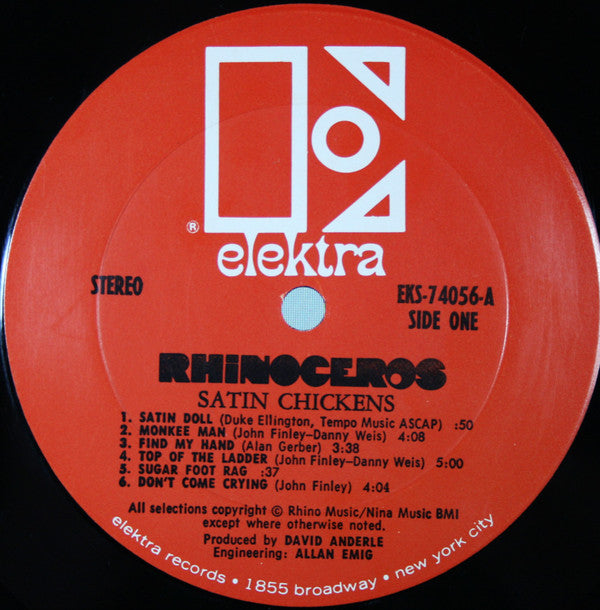 ®
elektra
STEREO
EKS-74056-A
SIDE ONE
RHiNOCEROS
SATIN CHICKENS
1. SATIN DOLL (Duke Ellington, Tempo Music ASCAP) :50
2. MONKEE MAN (John Finley–Danny Weis) 4:08
3. FIND MY HAND (Alan Gerber) 3:38
4. TOP OF THE LADDER (John Finley–Danny Weis) 5:00
5. SUGAR FOOT RAG :37
6. DON'T COME CRYING (John Finley) 4:04
All selections copyright © Rhino Music/Nina Music BMI
except where otherwise noted.
Produced by DAVID ANDERLE
Engineering: ALLAN EMIG
elektra records • 1855 broadway • new york city